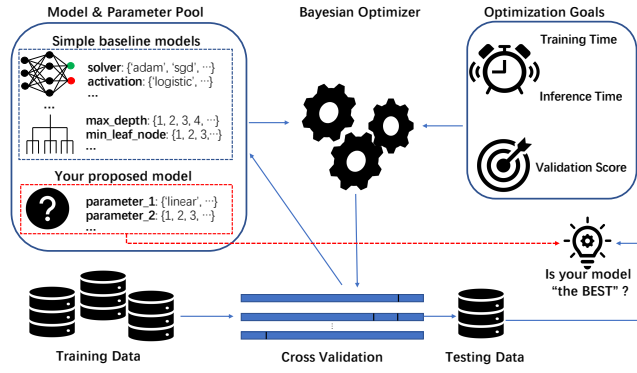 Model & Parameter Pool
Bayesian Optimizer
Optimization Goals
Simple baseline models
solver: {'adam', 'sgd', ···}
activation: {'logistic', ···}
...
...
max_depth: {1, 2, 3, 4, ···}
min_leaf_node: {1, 2, 3,···}
...
Training Time
Inference Time
Validation Score
Your proposed model
?
parameter_1: {'linear', ···}
parameter_2: {1, 2, 3, ···}
...
Is your model
“the BEST” ?
Training Data
Cross Validation
Testing Data